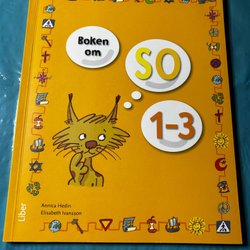 Boken
om
SO
1-3
Annica Hedin
Elisabeth Ivansson
Liber